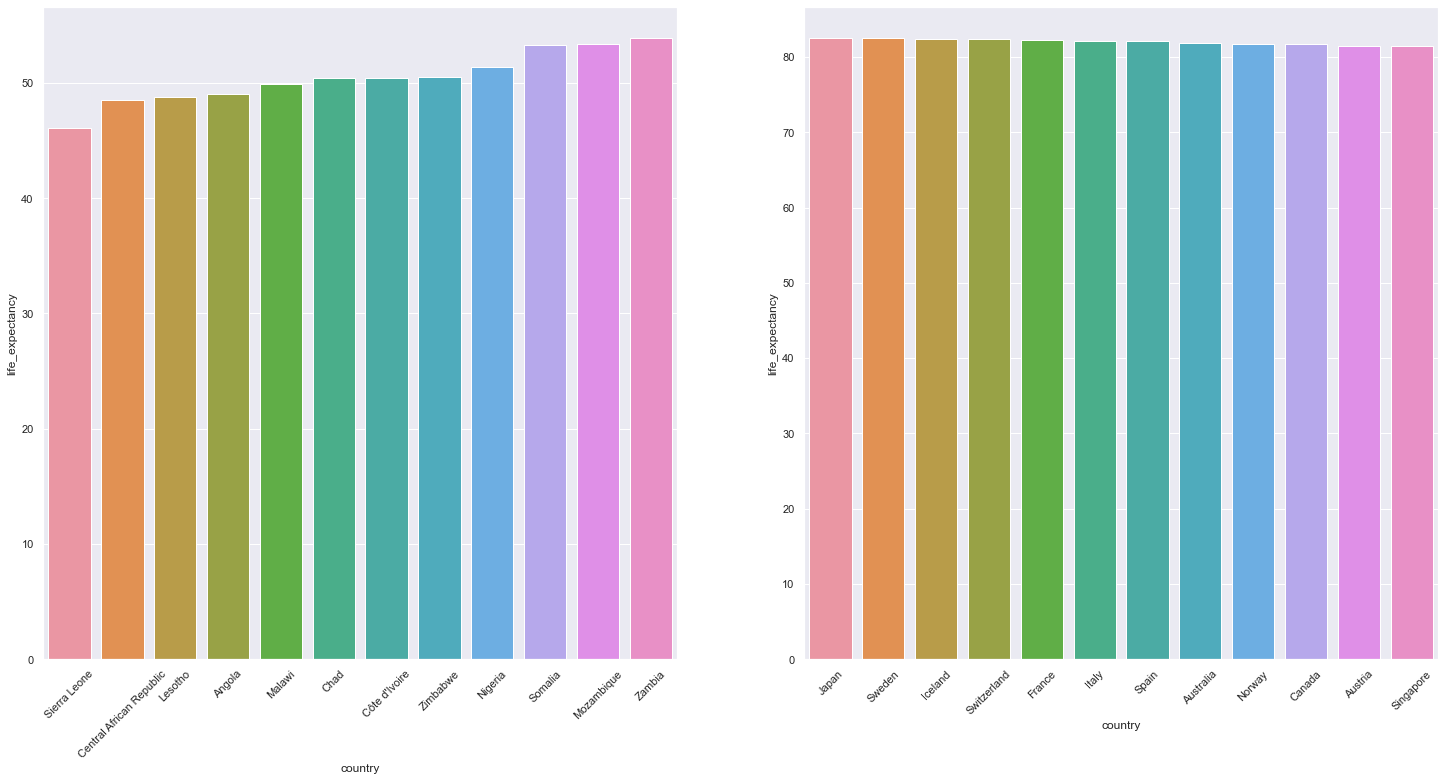 life_expectancy
50
40
30
20
10
0
Sierra Leone
Central African Republic
Lesotho
Angola
Malawi
Chad
Côte d'Ivoire
Zimbabwe
Nigeria
Somalia
Mozambique
Zambia
country
life_expectancy
80
70
60
50
40
30
20
10
0
Japan
Sweden
Iceland
Switzerland
France
Italy
Spain
Australia
Norway
Canada
Austria
Singapore
country